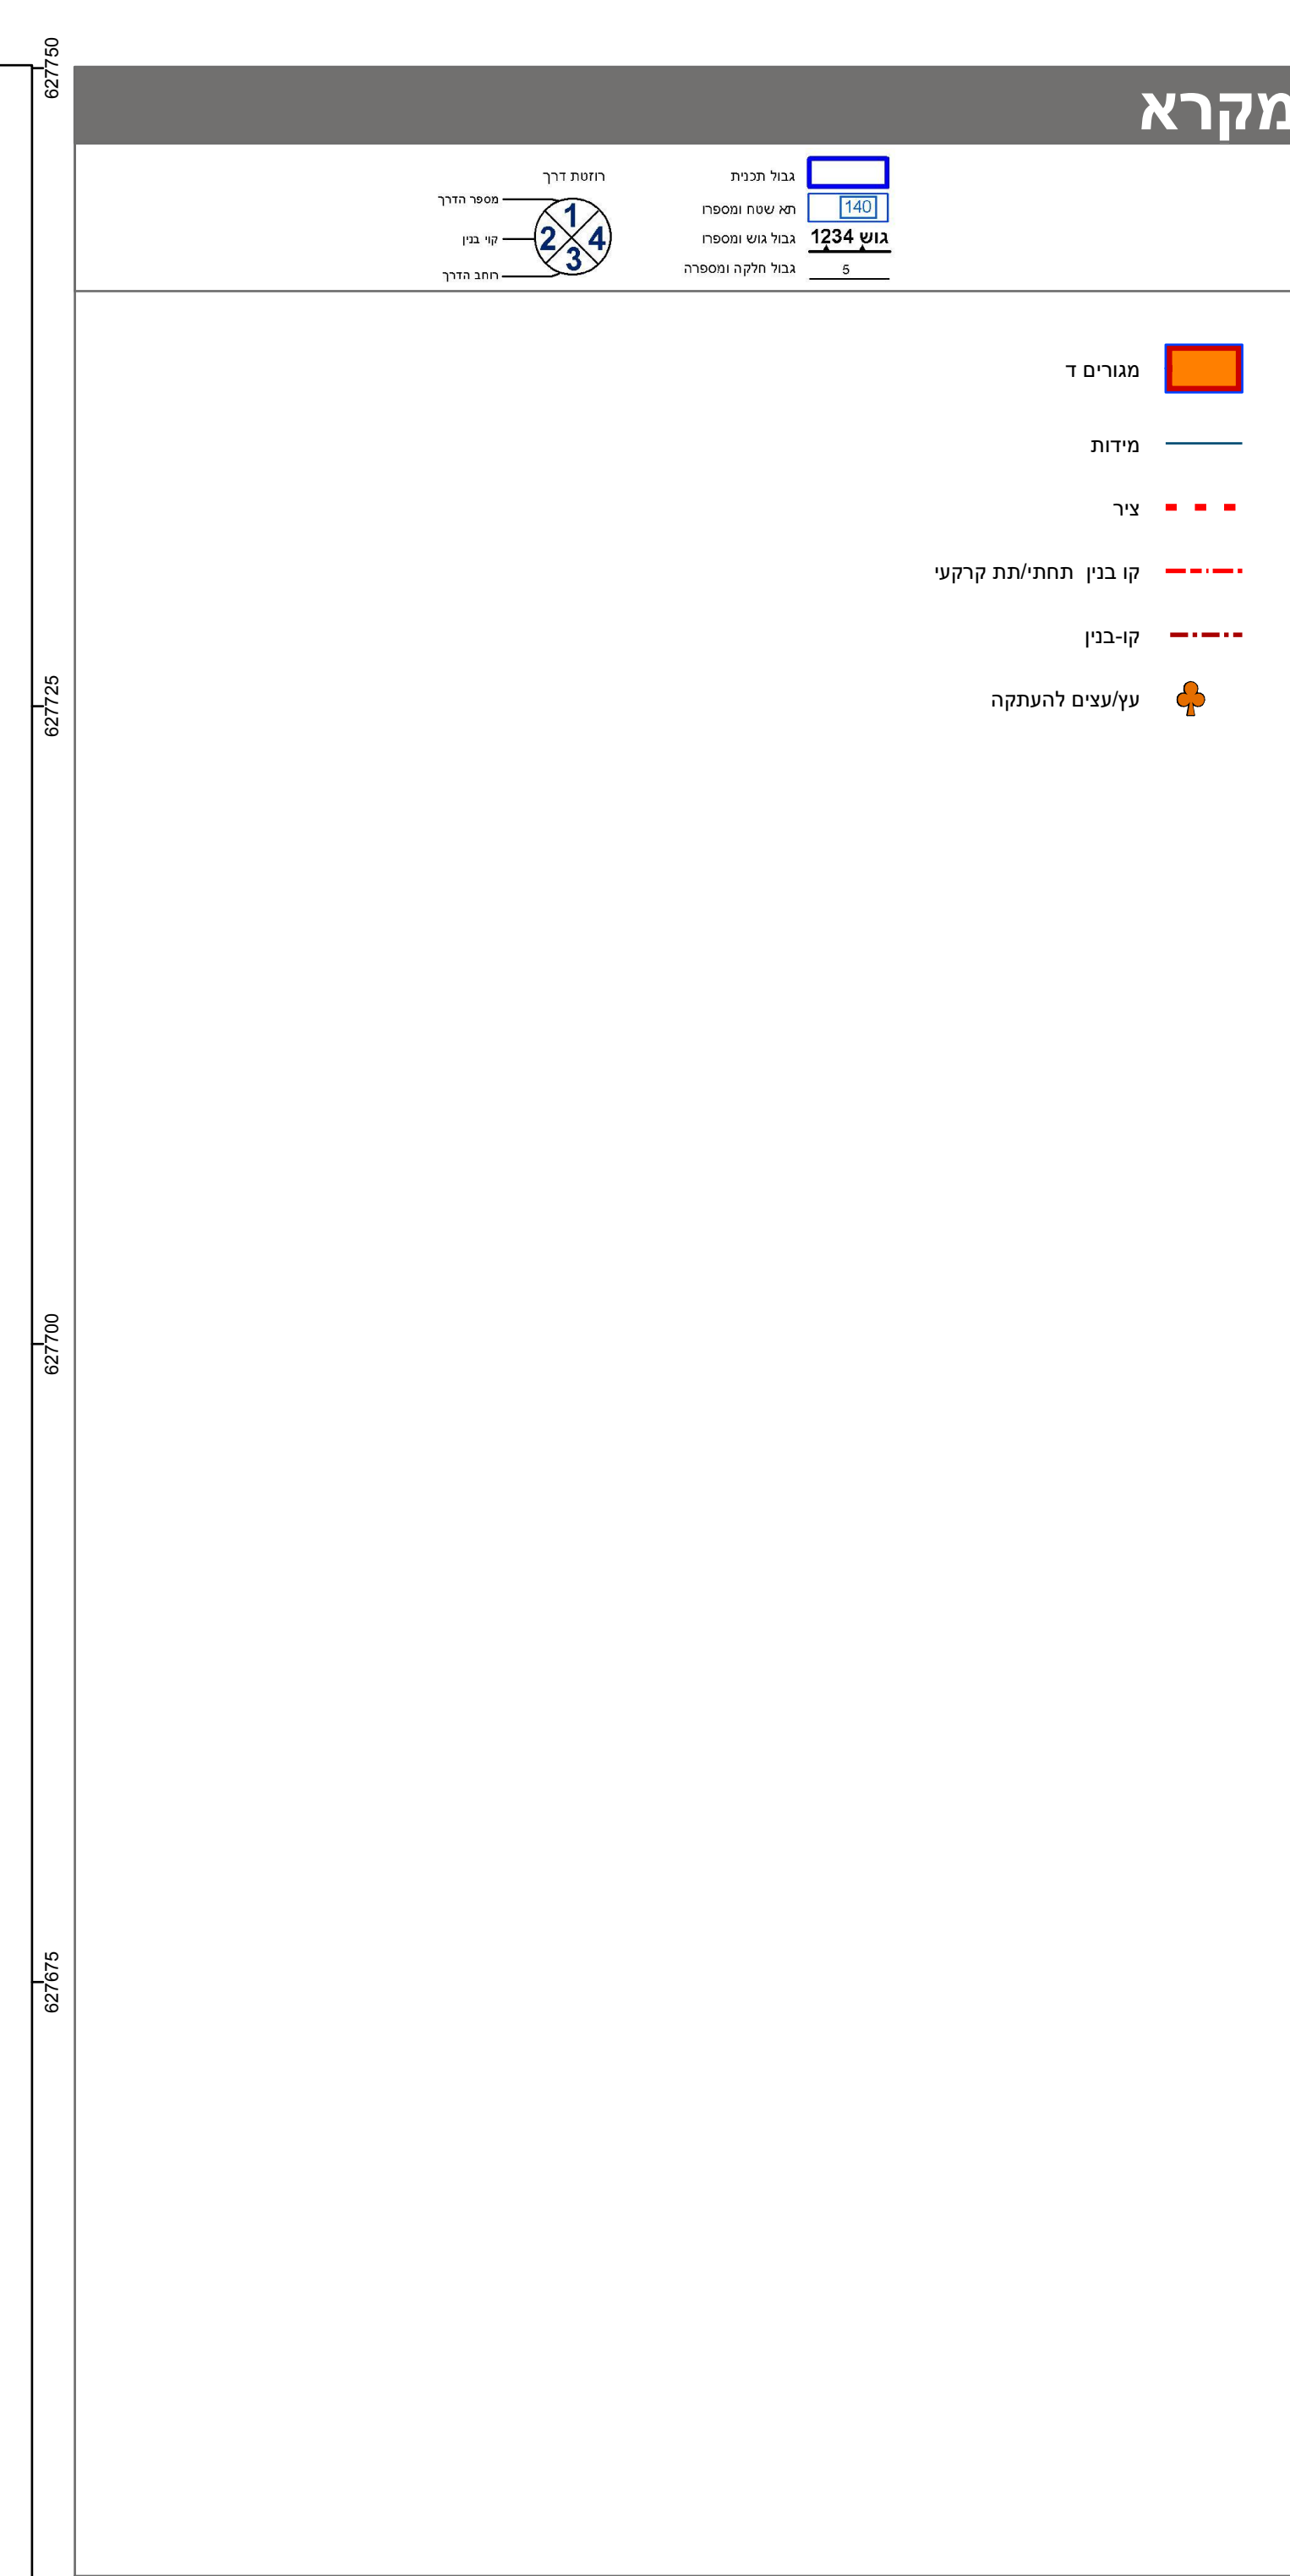 מקרא
גבול תכנית
140
תא שטח ומספרו
גוש 1234
גבול גוש ומספרו
5
גבול חלקה ומספרה
רוזטת דרך
מספר הדרך
קוי בנין
רוחב הדרך
1
2
4
3
מגורים ד
מידות
ציר
קו בנין תחתי/תת קרקעי
קו-בנין
עץ/עצים להעתקה
627750
627725
627700
627675